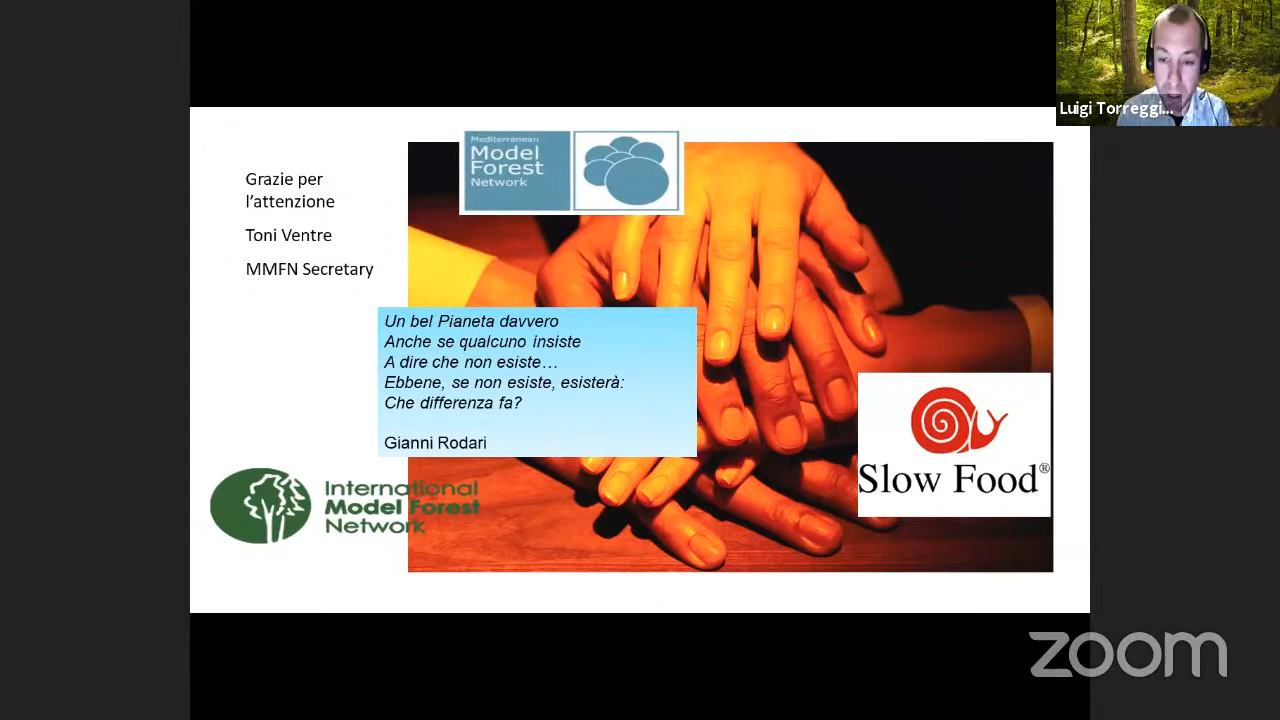 Luigi Torreggi...
Mediterranean
Model
Forest
Network
Grazie per
l'attenzione
Toni Ventre
MMFN Secretary
Un bel Pianeta davvero
Anche se qualcuno insiste
A dire che non esiste…
Ebbene, se non esiste, esisterà:
Che differenza fa?
Gianni Rodari
Slow Food®
International
Model Forest
Network
zoom